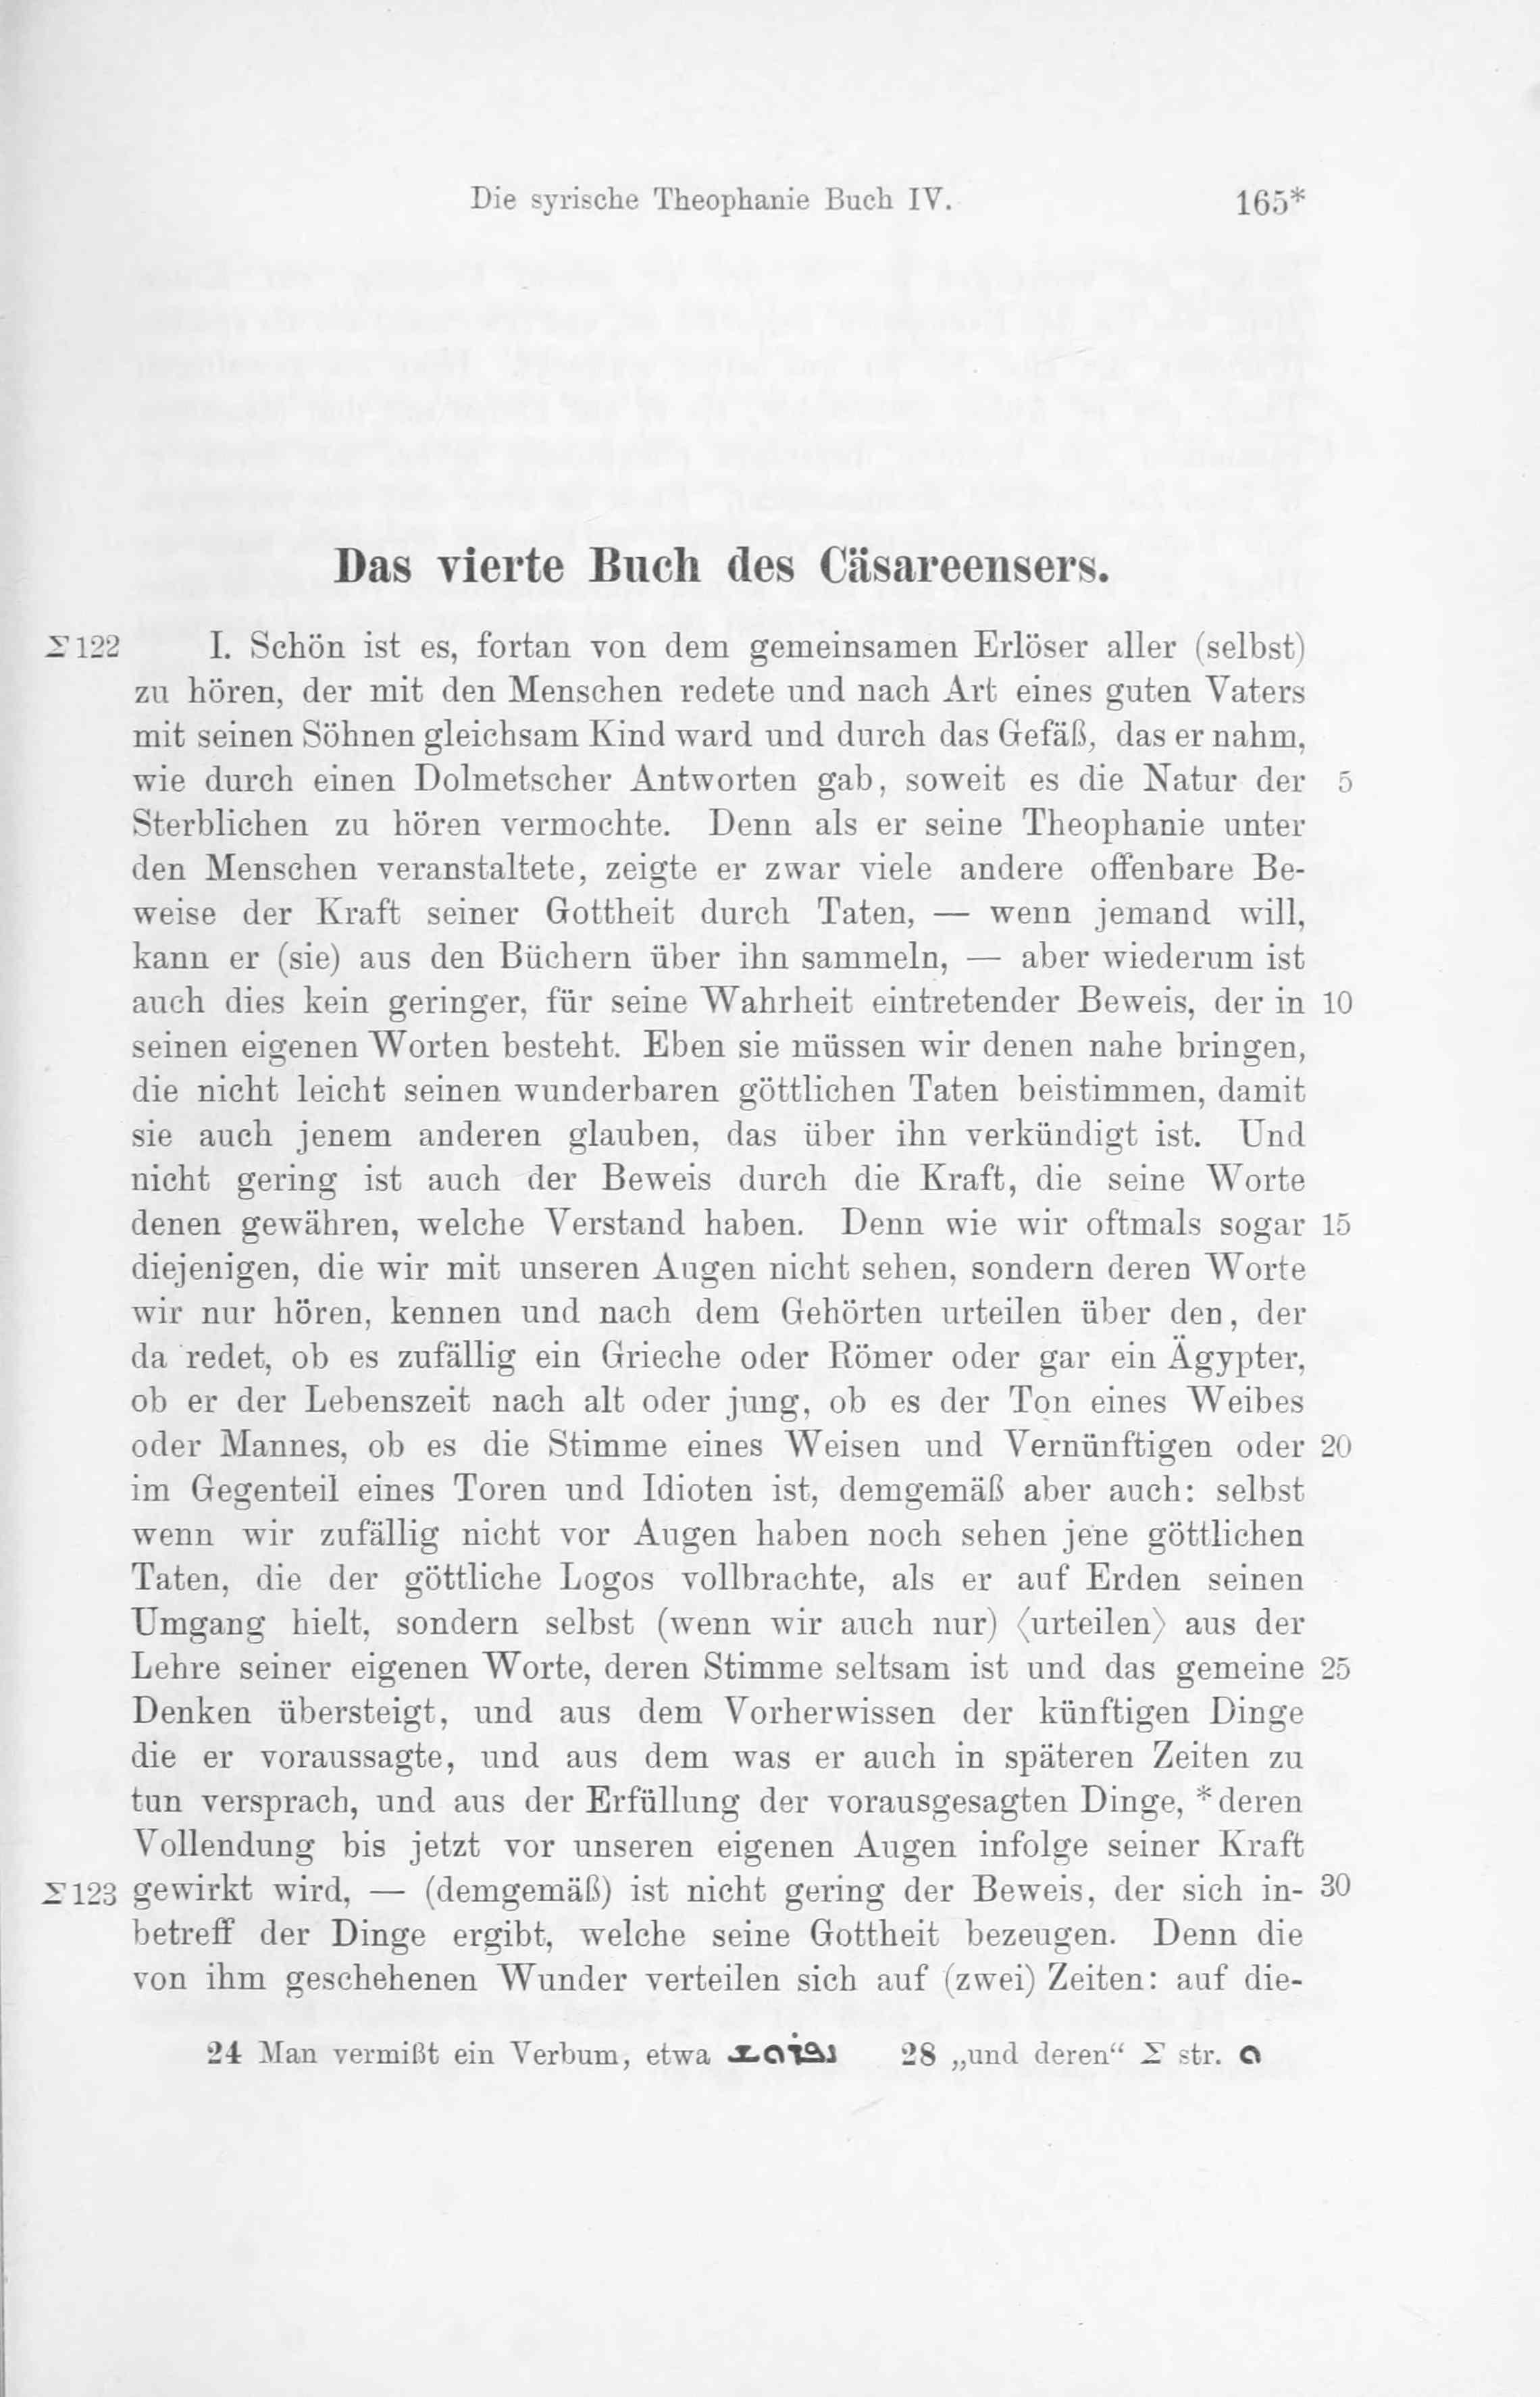 Die syrische Theophanie Buch IV. 165*
Das vierte Buch des Cäsareensers.
Σ 122 I. Schön ist es, fortan von dem gemeinsamen Erlöser aller (selbst)
zu hören, der mit den Menschen redete und nach Art eines guten Vaters
mit seinen Söhnen gleichsam Kind ward und durch das Gefäß, das er nahm,
wie durch einen Dolmetscher Antworten gab, soweit es die Natur der 5
Sterblichen zu hören vermochte. Denn als er seine Theophanie unter
den Menschen veranstaltete, zeigte er zwar viele andere offenbare Be-
weise der Kraft seiner Gottheit durch Taten, — wenn jemand will,
kann er (sie) aus den Büchern über ihn sammeln, — aber wiederum ist
auch dies kein geringer, für seine Wahrheit eintretender Beweis, der in 10
seinen eigenen Worten besteht. Eben sie müssen wir denen nahe bringen,
die nicht leicht seinen wunderbaren göttlichen Taten beistimmen, damit
sie auch jenem anderen glauben, das über ihn verkündigt ist. Und
nicht gering ist auch der Beweis durch die Kraft, die seine Worte
denen gewähren, welche Verstand haben. Denn wie wir oftmals sogar 15
diejenigen, die wir mit unseren Augen nicht sehen, sondern deren Worte
wir nur hören, kennen und nach dem Gehörten urteilen über den, der
da redet, ob es zufällig ein Grieche oder Römer oder gar ein Ägypter,
ob er der Lebenszeit nach alt oder jung, ob es der Ton eines Weibes
oder Mannes, ob es die Stimme eines Weisen und Vernünftigen oder 20
im Gegenteil eines Toren und Idioten ist, demgemäß aber auch: selbst
wenn wir zufällig nicht vor Augen haben noch sehen jene göttlichen
Taten, die der göttliche Logos vollbrachte, als er auf Erden seinen
Umgang hielt, sondern selbst (wenn wir auch nur) ⟨urteilen⟩ aus der
Lehre seiner eigenen Worte, deren Stimme seltsam ist und das gemeine 25
Denken übersteigt, und aus dem Vorherwissen der künftigen Dinge
die er voraussagte, und aus dem was er auch in späteren Zeiten zu
tun versprach, und aus der Erfüllung der vorausgesagten Dinge, *deren
Vollendung bis jetzt vor unseren eigenen Augen infolge seiner Kraft
Σ 123 gewirkt wird, — (demgemäß) ist nicht gering der Beweis, der sich in- 30
betreff der Dinge ergibt, welche seine Gottheit bezeugen. Denn die
von ihm geschehenen Wunder verteilen sich auf (zwei) Zeiten: auf die-
24 Man vermißt ein Verbum, etwa 28 „und deren“ Σ str. ܘ